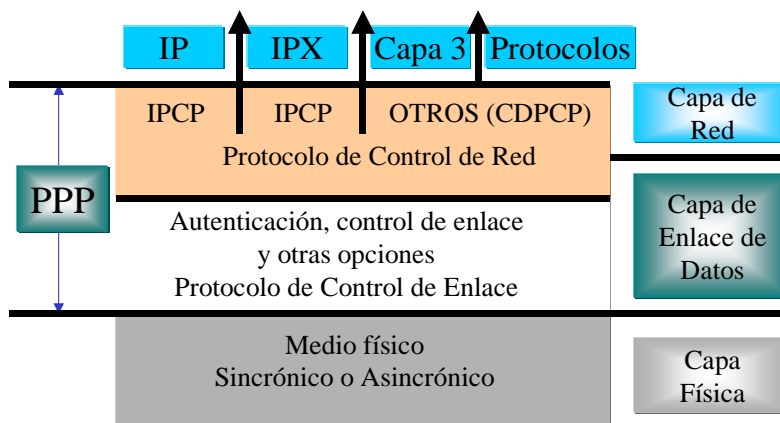 IP
IPX
Capa 3
Protocolos
IPCP
IPCP
OTROS (CDPCP)
Protocolo de Control de Red
Capa de
Red
PPP
Autenticación, control de enlace
y otras opciones
Protocolo de Control de Enlace
Capa de
Enlace de
Datos
Medio físico
Sincrónico o Asincrónico
Capa
Física